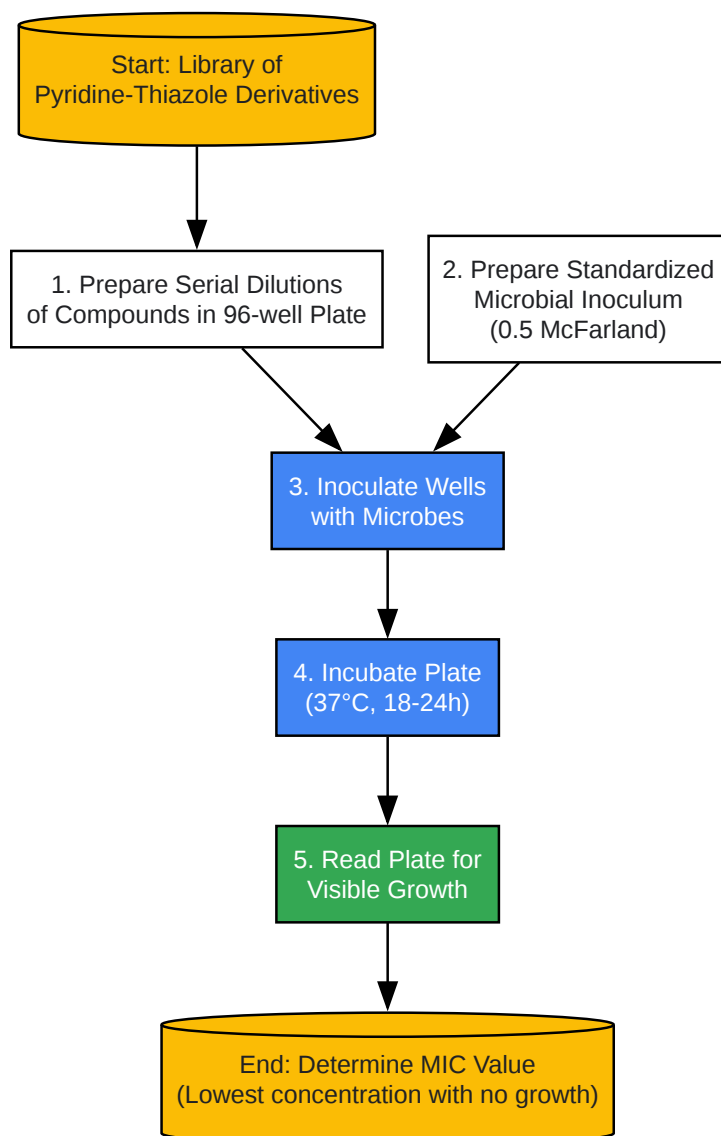 Start: Library of
Pyridine-Thiazole Derivatives
1. Prepare Serial Dilutions
of Compounds in 96-well Plate
2. Prepare Standardized
Microbial Inoculum
(0.5 McFarland)
3. Inoculate Wells
with Microbes
4. Incubate Plate
(37°C, 18-24h)
5. Read Plate for
Visible Growth
End: Determine MIC Value
(Lowest concentration with no growth)